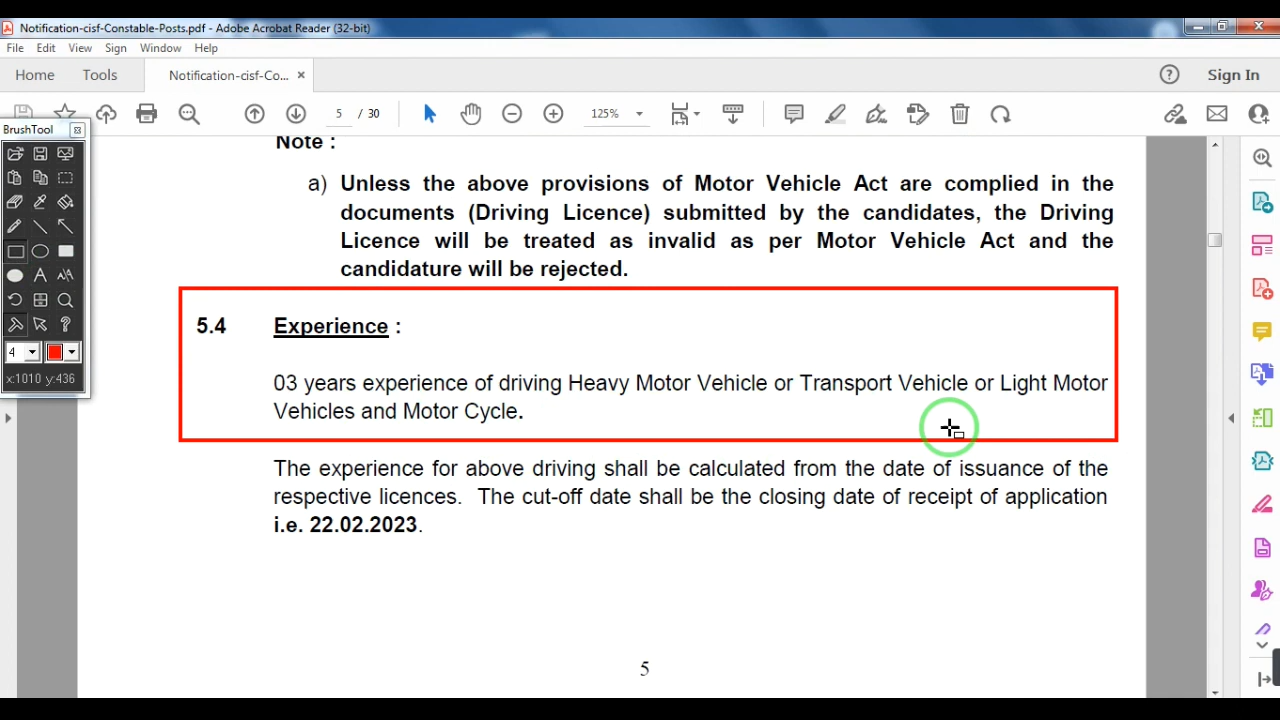 Notification-cisf-Constable-Posts.pdf - Adobe Acrobat Reader (32-bit)
File Edit View Sign Window Help
Home Tools Notification-cisf-Co... × Sign In
5 / 30 125%
BrushTool
Note :
a) Unless the above provisions of Motor Vehicle Act are complied in the
documents (Driving Licence) submitted by the candidates, the Driving
Licence will be treated as invalid as per Motor Vehicle Act and the
candidature will be rejected.
5.4 Experience :
03 years experience of driving Heavy Motor Vehicle or Transport Vehicle or Light Motor
Vehicles and Motor Cycle.
4
x:1010 y:436
The experience for above driving shall be calculated from the date of issuance of the
respective licences. The cut-off date shall be the closing date of receipt of application
i.e. 22.02.2023.
5